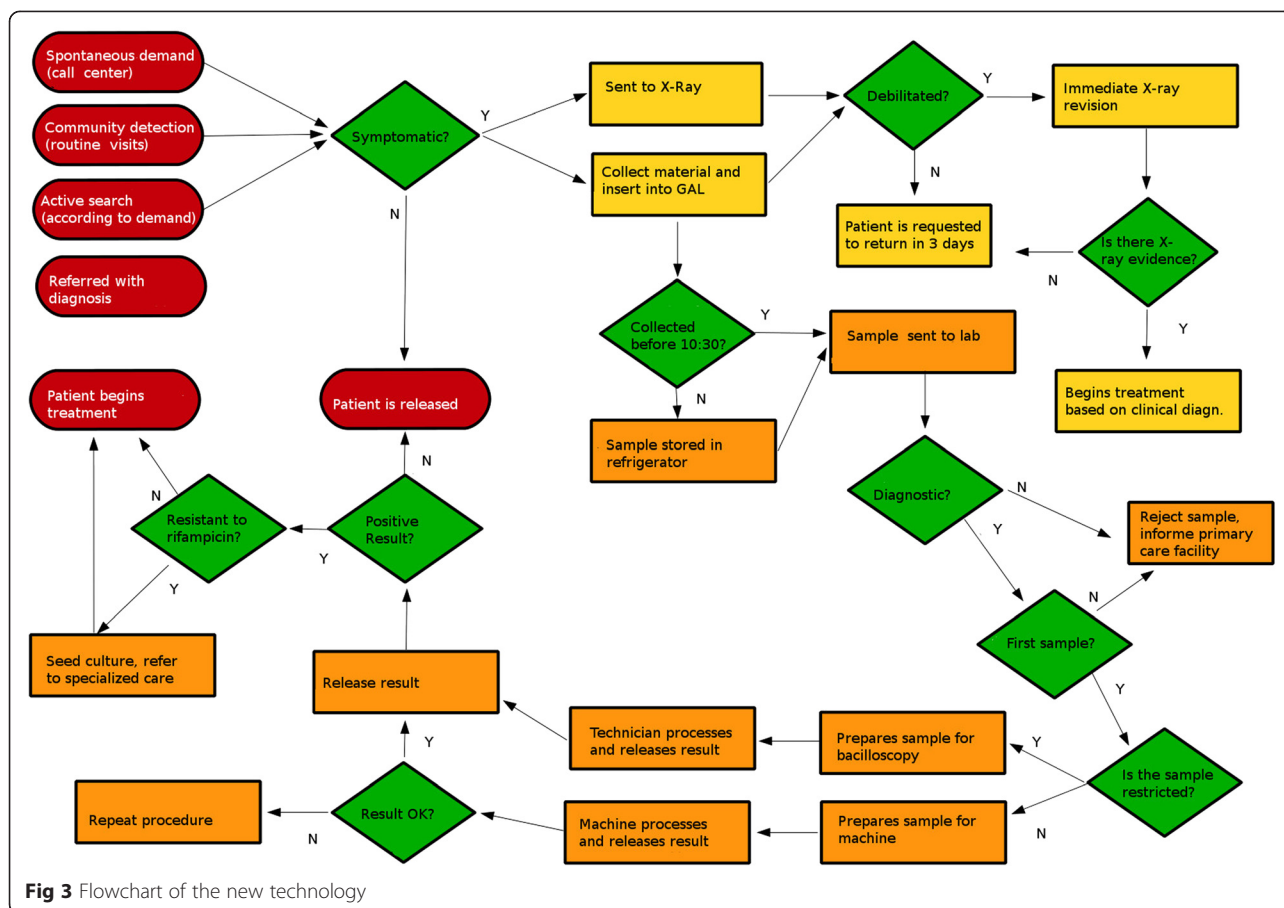 Spontaneous demand
(call center)
Community detection
(routine visits)
Active search
(according to demand)
Referred with
diagnosis
Symptomatic?
Y
N
Sent to X-Ray
Collect material and
insert into GAL
Debilitated?
Y
N
Immediate X-ray
revision
Patient is requested
to return in 3 days
Is there X-
ray evidence?
N
Y
Begins treatment
based on clinical diagn.
Collected
before 10:30?
Y
N
Sample sent to lab
Sample stored in
refrigerator
Diagnostic?
N
Y
Reject sample,
informe primary
care facility
First sample?
N
Y
Is the sample
restricted?
Y
N
Prepares sample for
bacilloscopy
Prepares sample for
machine
Technician processes
and releases result
Machine processes
and releases result
Result OK?
Y
N
Repeat procedure
Release result
Positive
Result?
N
Y
Patient is released
Resistant to
rifampicin?
N
Y
Patient begins
treatment
Seed culture, refer
to specialized care
Fig 3 Flowchart of the new technology